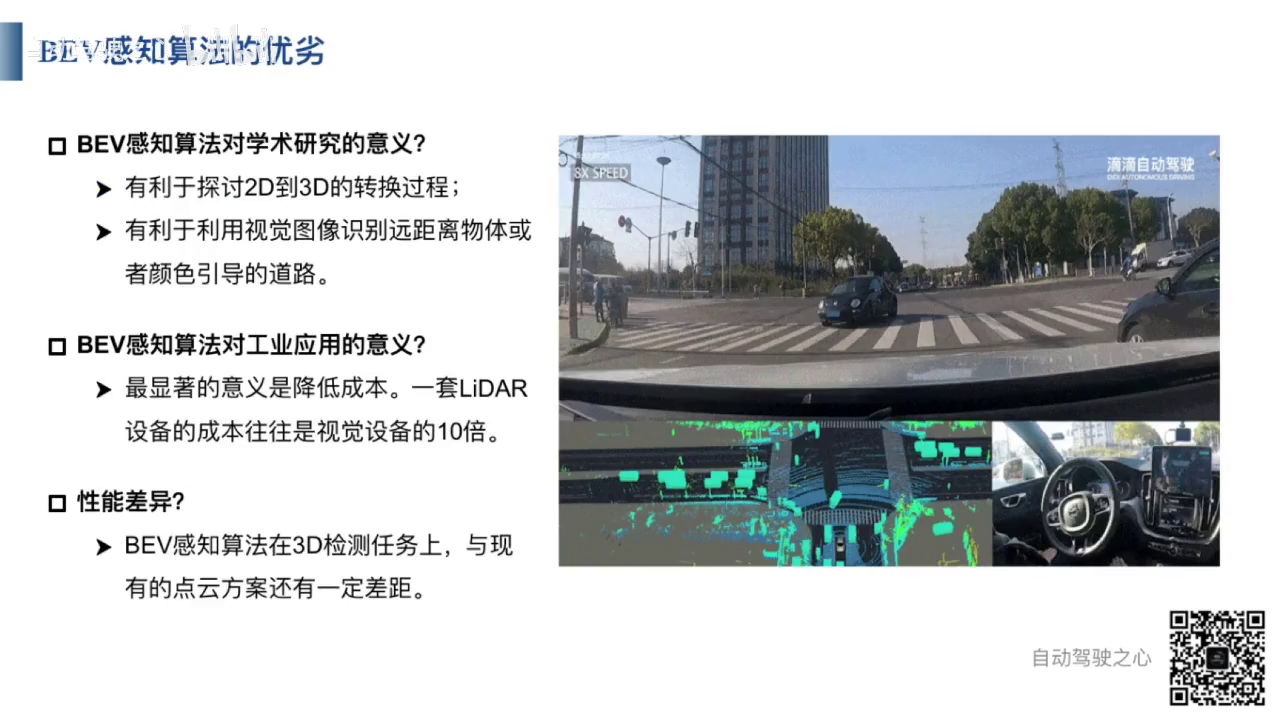 BEV感知算法的优劣
BEV感知算法对学术研究的意义?
有利于探讨2D到3D的转换过程；
有利于利用视觉图像识别远距离物体或
者颜色引导的道路。
BEV感知算法对工业应用的意义?
最显著的意义是降低成本。一套LiDAR
设备的成本往往是视觉设备的10倍。
性能差异?
BEV感知算法在3D检测任务上，与现
有的点云方案还有一定差距。
8X SPEED
滴滴自动驾驶
DiDi AUTONOMOUS DRIVING
自动驾驶之心